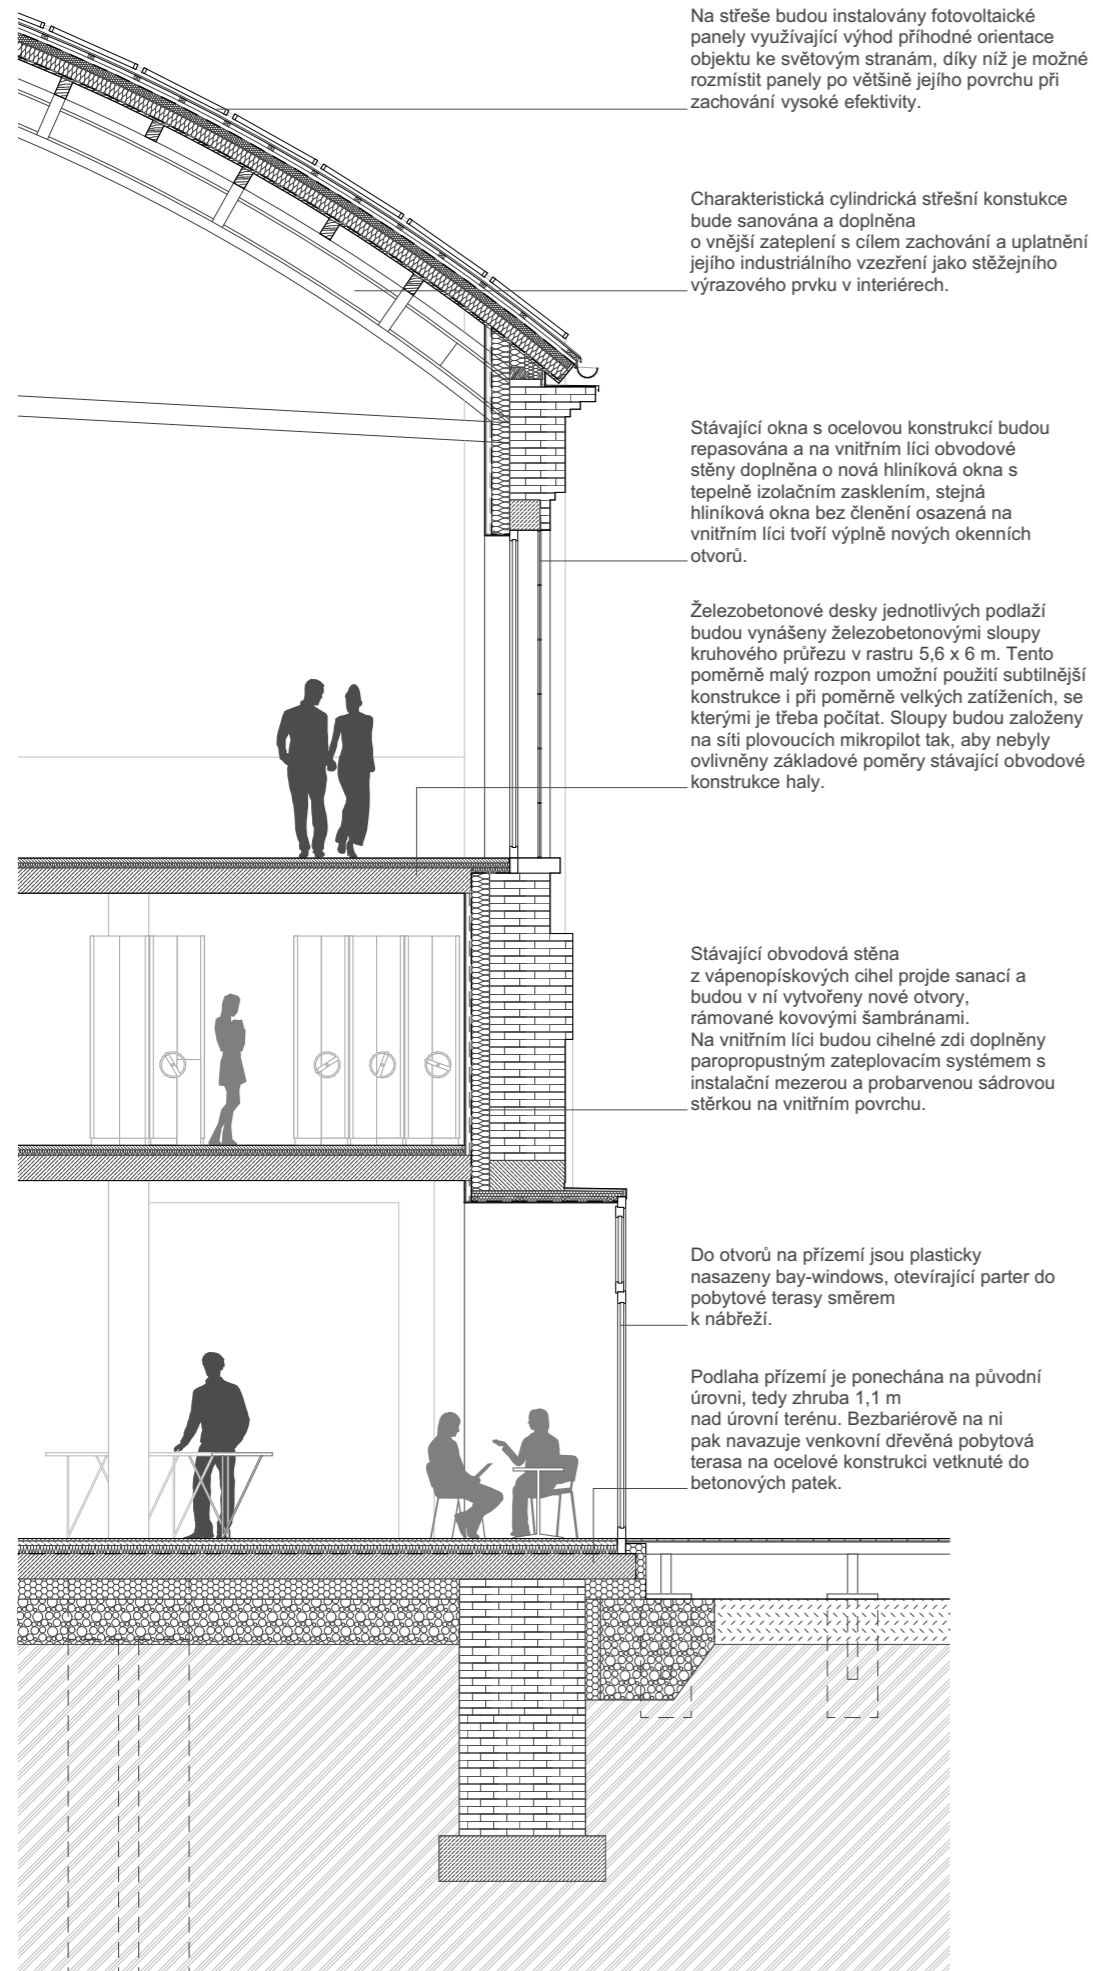 Na střeše budou instalovány fotovoltaické
panely využívající výhod příhodné orientace
objektu ke světovým stranám, díky níž je možné
rozmístit panely po většině jejího povrchu při
zachování vysoké efektivity.
Charakteristická cylindrická střešní konstukce
bude sanována a doplněna
o vnější zateplení s cílem zachování a uplatnění
jejího industriálního vzezření jako stěžejního
výrazového prvku v interiérech.
Stávající okna s ocelovou konstrukcí budou
repasována a na vnitřním líci obvodové
stěny doplněna o nová hliníková okna s
tepelně izolačním zasklením, stejná
hliníková okna bez členění osazená na
vnitřním líci tvoří výplně nových okenních
otvorů.
Železobetonové desky jednotlivých podlaží
budou vynášeny železobetonovými sloupy
kruhového průřezu v rastru 5,6 x 6 m. Tento
poměrně malý rozpon umožní použití subtilnější
konstrukce i při poměrně velkých zatíženích, se
kterými je třeba počítat. Sloupy budou založeny
na síti plovoucích mikropilot tak, aby nebyly
ovlivněny základové poměry stávající obvodové
konstrukce haly.
Stávající obvodová stěna
z vápenopískových cihel projde sanací a
budou v ní vytvořeny nové otvory,
rámované kovovými šambránami.
Na vnitřním líci budou cihelné zdi doplněny
paropropustným zateplovacím systémem s
instalační mezerou a probarvenou sádrovou
stěrkou na vnitřním povrchu.
Do otvorů na přízemí jsou plasticky
nasazeny bay-windows, otevírající parter do
pobytové terasy směrem
k nábřeží.
Podlaha přízemí je ponechána na původní
úrovni, tedy zhruba 1,1 m
nad úrovní terénu. Bezbariérově na ni
pak navazuje venkovní dřevěná pobytová
terasa na ocelové konstrukci vetknuté do
betonových patek.